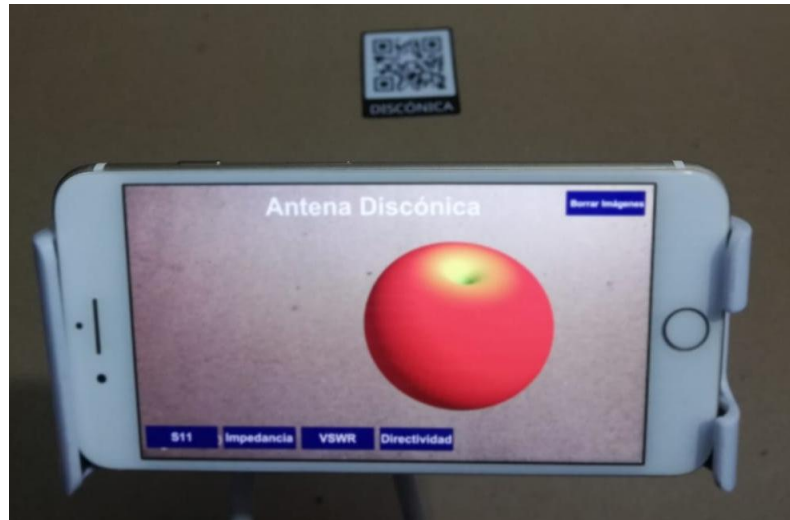 DISCÓNICA
Antena Discónica
Borrar Imágenes
S11
Impedancia
VSWR
Directividad